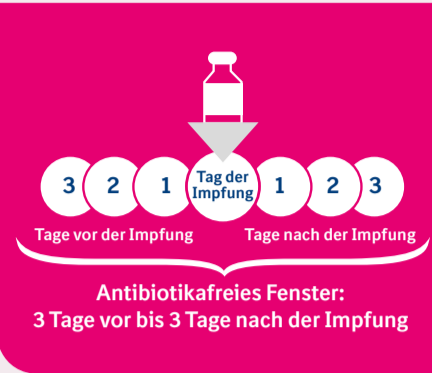 3 2 1 Tag der Impfung 1 2 3
Tage vor der Impfung Tage nach der Impfung
Antibiotikafreies Fenster:
3 Tage vor bis 3 Tage nach der Impfung